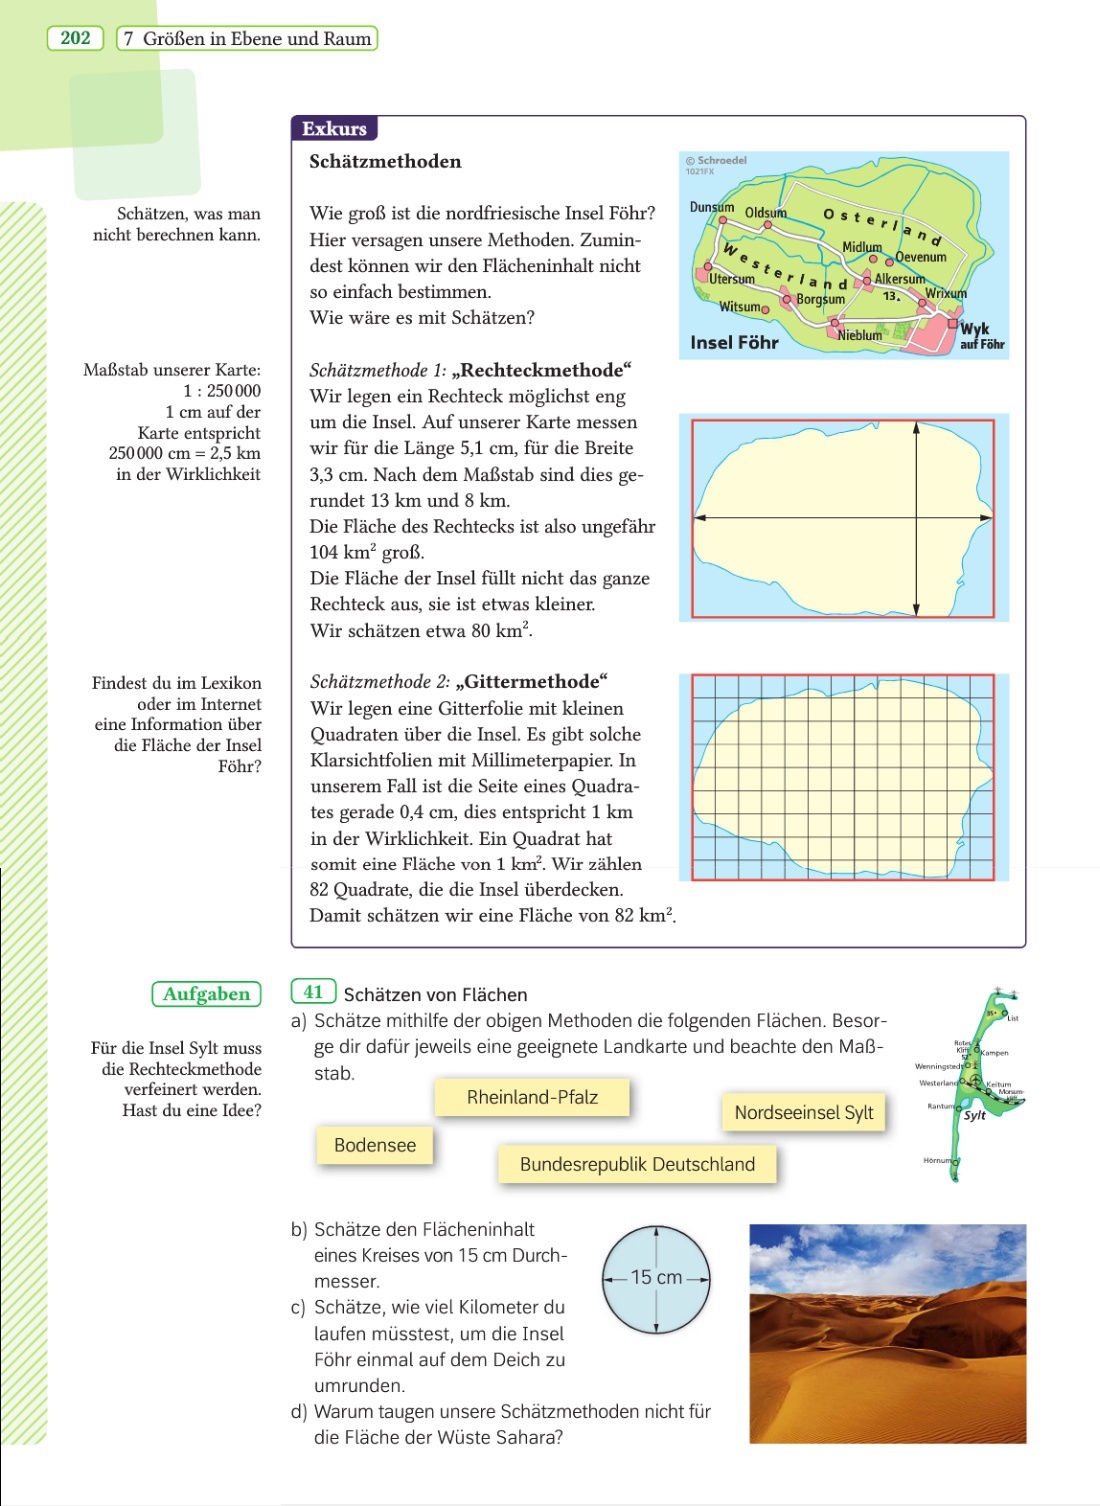 202
7 Größen in Ebene und Raum
Exkurs
Schätzmethoden
Schätzen, was man
nicht berechnen kann.
Wie groß ist die nordfriesische Insel Föhr?
Hier versagen unsere Methoden. Zumin-
dest können wir den Flächeninhalt nicht
so einfach bestimmen.
Wie wäre es mit Schätzen?
© Schroedel
1021FX
Dunsum
Oldsum
Osterland
Midlum
Oevenum
Westerland
Utersum
Alkersum
Borgsum
13
Wrixum
Witsum
Nieblum
Wyk
auf Föhr
Insel Föhr
Maßstab unserer Karte:
1 : 250 000
1 cm auf der
Karte entspricht
250 000 cm = 2,5 km
in der Wirklichkeit
Schätzmethode 1: „Rechteckmethode“
Wir legen ein Rechteck möglichst eng
um die Insel. Auf unserer Karte messen
wir für die Länge 5,1 cm, für die Breite
3,3 cm. Nach dem Maßstab sind dies ge-
rundet 13 km und 8 km.
Die Fläche des Rechtecks ist also ungefähr
104 km² groß.
Die Fläche der Insel füllt nicht das ganze
Rechteck aus, sie ist etwas kleiner.
Wir schätzen etwa 80 km².
Findest du im Lexikon
oder im Internet
eine Information über
die Fläche der Insel
Föhr?
Schätzmethode 2: „Gittermethode“
Wir legen eine Gitterfolie mit kleinen
Quadraten über die Insel. Es gibt solche
Klarsichtfolien mit Millimeterpapier. In
unserem Fall ist die Seite eines Quadra-
tes gerade 0,4 cm, dies entspricht 1 km
in der Wirklichkeit. Ein Quadrat hat
somit eine Fläche von 1 km². Wir zählen
82 Quadrate, die die Insel überdecken.
Damit schätzen wir eine Fläche von 82 km².
Aufgaben
Für die Insel Sylt muss
die Rechteckmethode
verfeinert werden.
Hast du eine Idee?
41 Schätzen von Flächen
a) Schätze mithilfe der obigen Methoden die folgenden Flächen. Besor-
ge dir dafür jeweils eine geeignete Landkarte und beachte den Maß-
stab.
Rheinland-Pfalz
Nordseeinsel Sylt
Bodensee
Bundesrepublik Deutschland
List
Rotes
Kliff
Kampen
Wenningstedt
Westerland
Keitum
Morsum-
Rantum
Sylt
Hörnum
b) Schätze den Flächeninhalt
eines Kreises von 15 cm Durch-
messer.
15 cm
c) Schätze, wie viel Kilometer du
laufen müsstest, um die Insel
Föhr einmal auf dem Deich zu
umrunden.
d) Warum taugen unsere Schätzmethoden nicht für
die Fläche der Wüste Sahara?